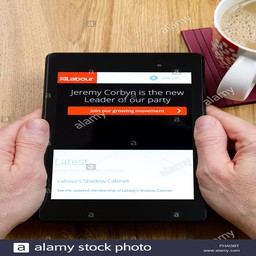 Labour
Jeremy Corbyn is the new
Leader of our party
Join our growing movement
Latest
Labour's Shadow Cabinet
See the updated membership of Labour's Shadow Cabinet
alamy
a alamy stock photo
www.alamy.com